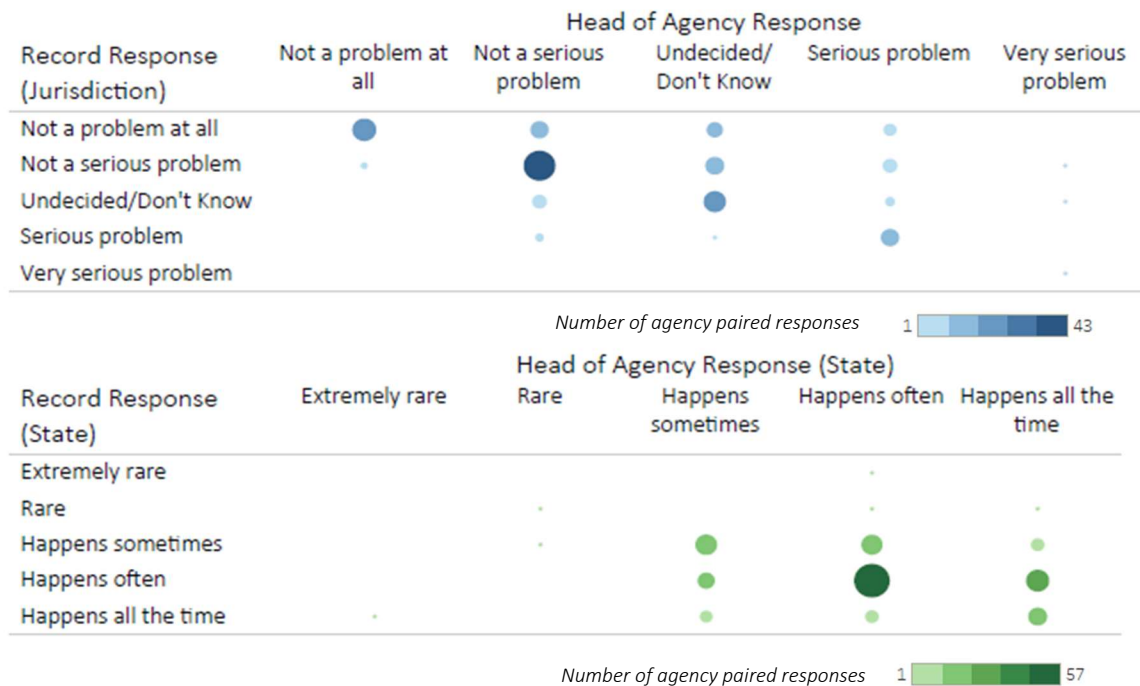 Head of Agency Response
Record Response (Jurisdiction)
Not a problem at all
Not a serious problem
Undecided/ Don't Know
Serious problem
Very serious problem
Not a problem at all
Not a serious problem
Undecided/Don't Know
Serious problem
Very serious problem
Number of agency paired responses 1 43
Head of Agency Response (State)
Record Response (State)
Extremely rare
Rare
Happens sometimes
Happens often
Happens all the time
Extremely rare
Rare
Happens sometimes
Happens often
Happens all the time
Number of agency paired responses 1 57